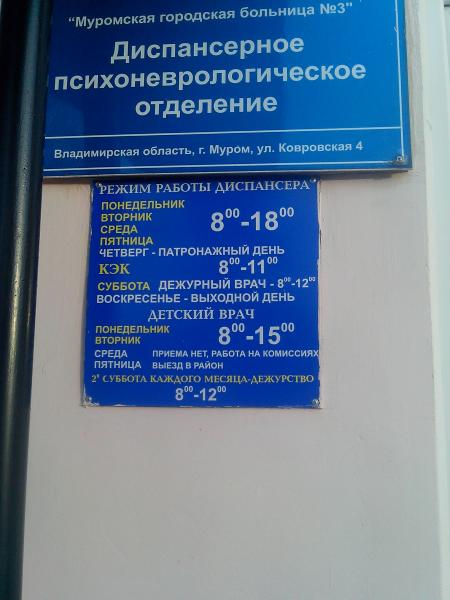 "Муромская городская больница №3"
Диспансерное
психоневрологическое
отделение
Владимирская область, г. Муром, ул. Ковровская 4
РЕЖИМ РАБОТЫ ДИСПАНСЕРА
ПОНЕДЕЛЬНИК
ВТОРНИК
СРЕДА
ПЯТНИЦА
8⁰⁰-18⁰⁰
ЧЕТВЕРГ - ПАТРОНАЖНЫЙ ДЕНЬ
КЭК 8⁰⁰-11⁰⁰
СУББОТА ДЕЖУРНЫЙ ВРАЧ - 8⁰⁰-12⁰⁰
ВОСКРЕСЕНЬЕ - ВЫХОДНОЙ ДЕНЬ
ДЕТСКИЙ ВРАЧ
ПОНЕДЕЛЬНИК
ВТОРНИК
8⁰⁰-15⁰⁰
СРЕДА ПРИЕМА НЕТ, РАБОТА НА КОМИССИЯХ
ПЯТНИЦА ВЫЕЗД В РАЙОН
2ª СУББОТА КАЖДОГО МЕСЯЦА-ДЕЖУРСТВО
8⁰⁰-12⁰⁰